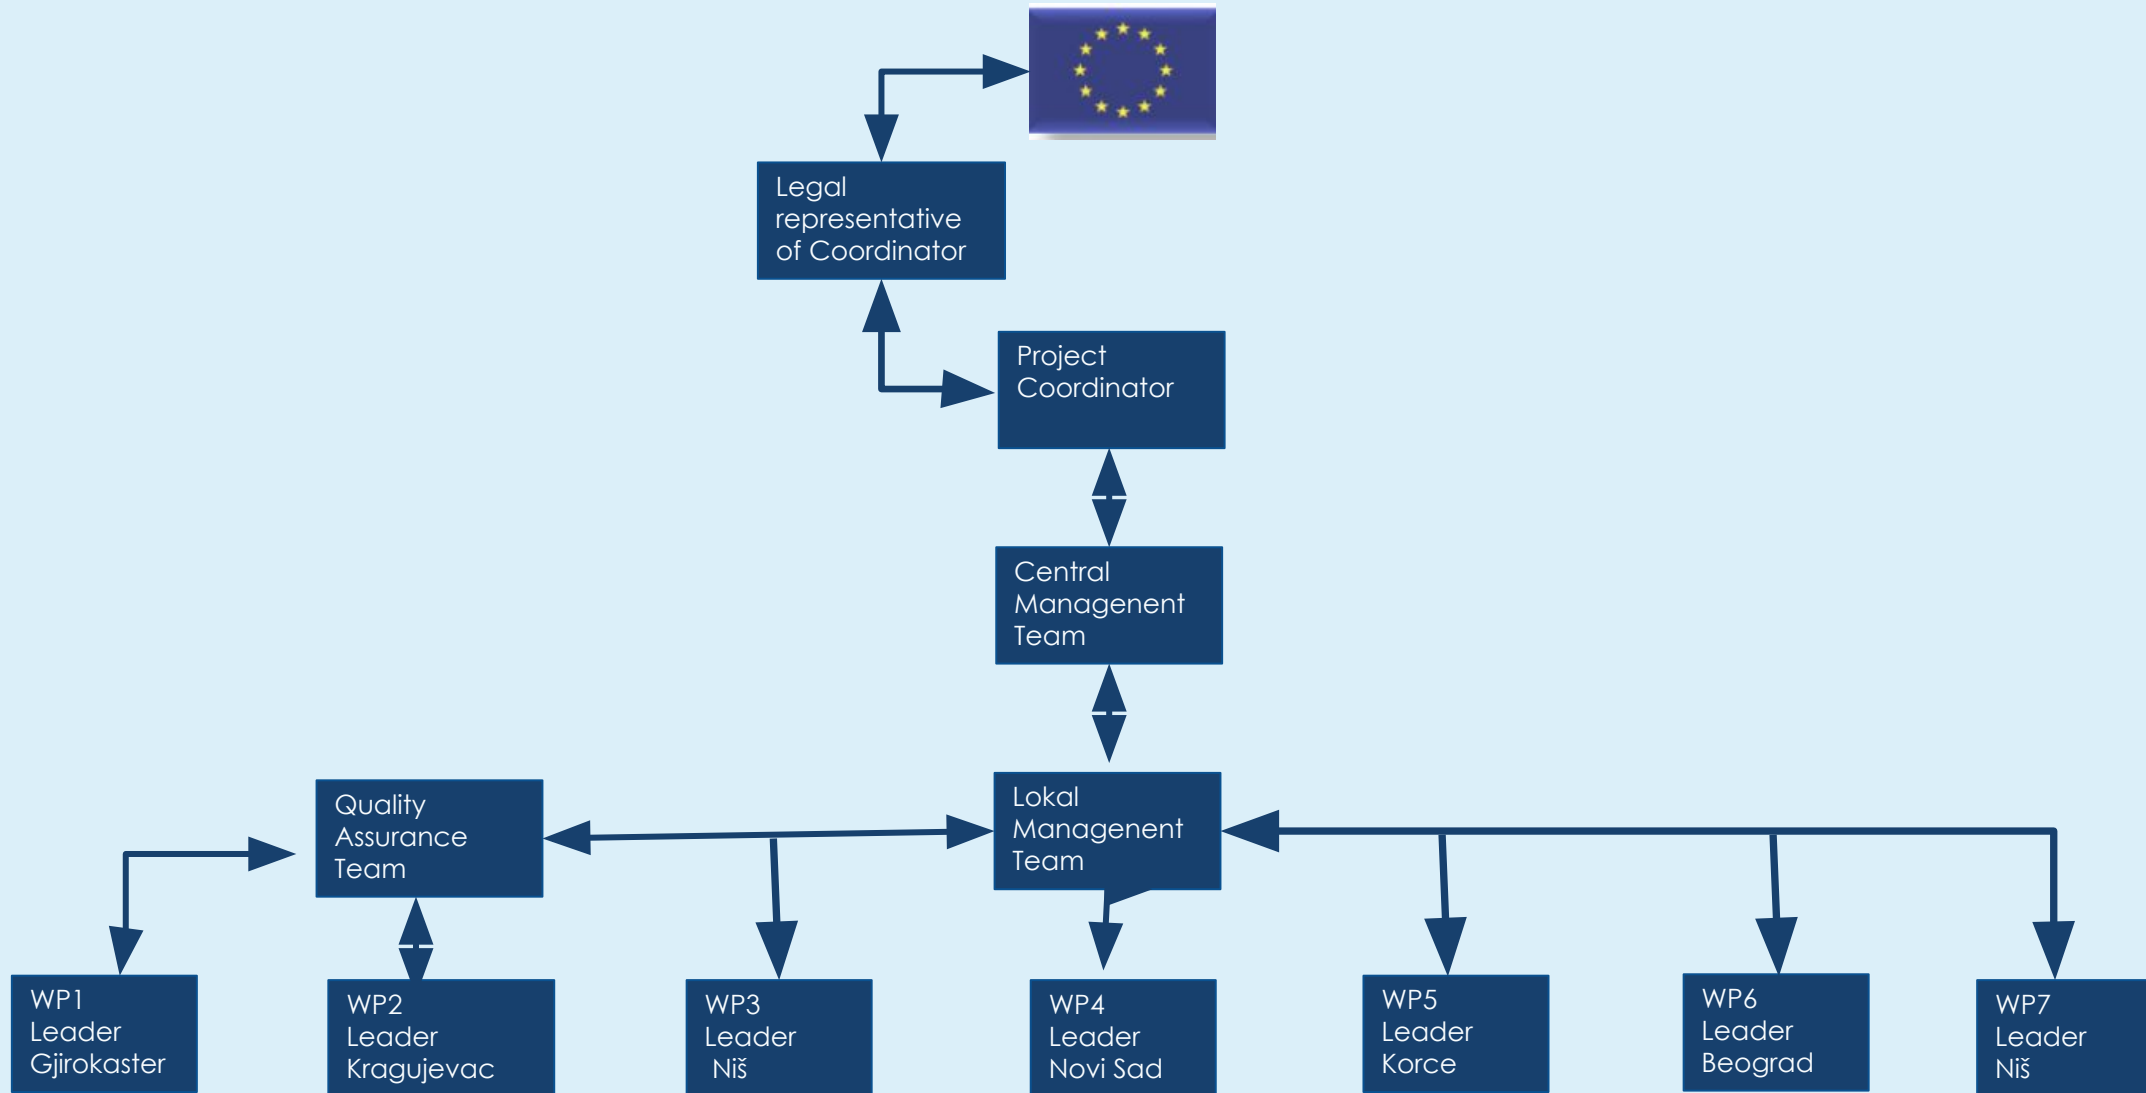 Legal
representative
of Coordinator
Project
Coordinator
Central
Managenent
Team
Quality
Assurance
Team
Lokal
Managenent
Team
WP1
Leader
Gjirokaster
WP2
Leader
Kragujevac
WP3
Leader
Niš
WP4
Leader
Novi Sad
WP5
Leader
Korce
WP6
Leader
Beograd
WP7
Leader
Niš